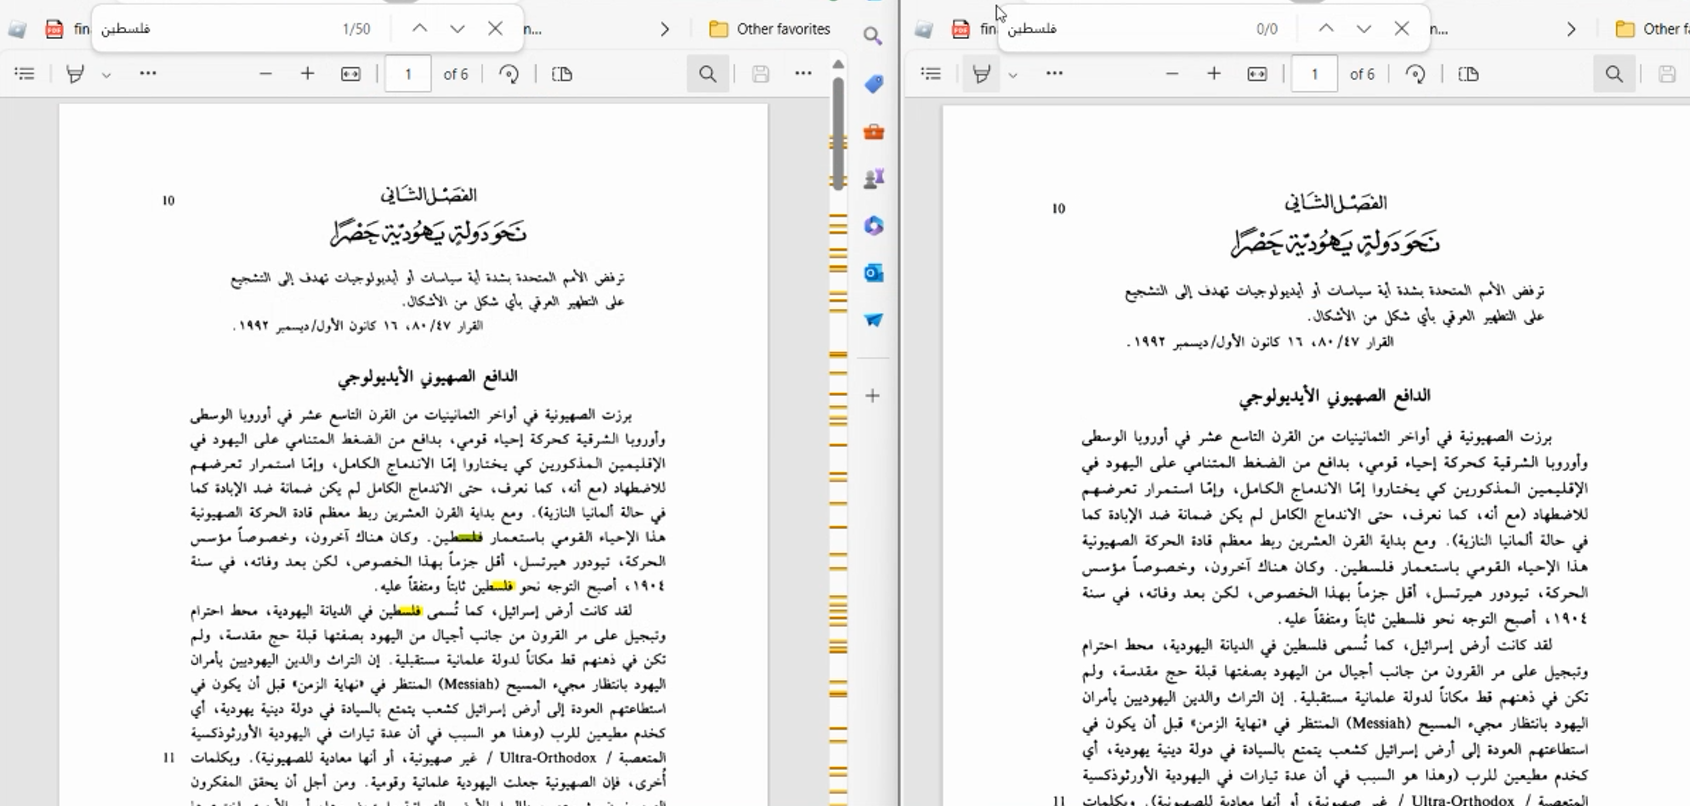 فلسطين 1/50
fin
n...
Other favorites
1 of 6
10
الفصل الثاني
نحو دولة يهودية حصرًا
ترفض الأمم المتحدة بشدة أية سياسات أو أيديولوجيات تهدف إلى التشجيع
على التطهير العرقي بأي شكل من الأشكال.
القرار ٨٠/٤٧، ١٦ كانون الأول/ديسمبر ١٩٩٢.
الدافع الصهيوني الأيديولوجي
برزت الصهيونية في أواخر الثمانينيات من القرن التاسع عشر في أوروبا الوسطى
وأوروبا الشرقية كحركة إحياء قومي، بدافع من الضغط المتنامي على اليهود في
الإقليمين المذكورين كي يختاروا إمّا الاندماج الكامل، وإمّا استمرار تعرضهم
للاضطهاد (مع أنه، كما نعرف، حتى الاندماج الكامل لم يكن ضمانة ضد الإبادة كما
في حالة ألمانيا النازية). ومع بداية القرن العشرين ربط معظم قادة الحركة الصهيونية
هذا الإحياء القومي باستعمار فلسطين. وكان هناك آخرون، وخصوصاً مؤسس
الحركة، تيودور هيرتسل، أقل جزماً بهذا الخصوص، لكن بعد وفاته، في سنة
١٩٠٤، أصبح التوجه نحو فلسطين ثابتاً ومتفقاً عليه.
لقد كانت أرض إسرائيل، كما تُسمى فلسطين في الديانة اليهودية، محط احترام
وتبجيل على مر القرون من جانب أجيال من اليهود بصفتها قبلة حج مقدسة، ولم
تكن في ذهنهم قط مكاناً لدولة علمانية مستقبلية. إن التراث والدين اليهوديين يأمران
اليهود بانتظار مجيء المسيح (Messiah) المنتظر في «نهاية الزمن» قبل أن يكون في
استطاعتهم العودة إلى أرض إسرائيل كشعب يتمتع بالسيادة في دولة دينية يهودية، أي
كخدم مطيعين للرب (وهذا هو السبب في أن عدة تيارات في اليهودية الأورثوذكسية
11 المتعصبة / Ultra-Orthodox / غير صهيونية، أو أنها معادية للصهيونية). وبكلمات
أُخرى، فإن الصهيونية جعلت اليهودية علمانية وقومية. ومن أجل أن يحقق المفكرون
فلسطين 0/0
n...
Other f
1 of 6
10
الفصل الثاني
نحو دولة يهودية حصرًا
ترفض الأمم المتحدة بشدة أية سياسات أو أيديولوجيات تهدف إلى التشجيع
على التطهير العرقي بأي شكل من الأشكال.
القرار ٨٠/٤٧، ١٦ كانون الأول/ديسمبر ١٩٩٢.
الدافع الصهيوني الأيديولوجي
برزت الصهيونية في أواخر الثمانينيات من القرن التاسع عشر في أوروبا الوسطى
وأوروبا الشرقية كحركة إحياء قومي، بدافع من الضغط المتنامي على اليهود في
الإقليمين المذكورين كي يختاروا إمّا الاندماج الكامل، وإمّا استمرار تعرضهم
للاضطهاد (مع أنه، كما نعرف، حتى الاندماج الكامل لم يكن ضمانة ضد الإبادة كما
في حالة ألمانيا النازية). ومع بداية القرن العشرين ربط معظم قادة الحركة الصهيونية
هذا الإحياء القومي باستعمار فلسطين. وكان هناك آخرون، وخصوصاً مؤسس
الحركة، تيودور هيرتسل، أقل جزماً بهذا الخصوص، لكن بعد وفاته، في سنة
١٩٠٤، أصبح التوجه نحو فلسطين ثابتاً ومتفقاً عليه.
لقد كانت أرض إسرائيل، كما تُسمى فلسطين في الديانة اليهودية، محط احترام
وتبجيل على مر القرون من جانب أجيال من اليهود بصفتها قبلة حج مقدسة، ولم
تكن في ذهنهم قط مكاناً لدولة علمانية مستقبلية. إن التراث والدين اليهوديين يأمران
اليهود بانتظار مجيء المسيح (Messiah) المنتظر في «نهاية الزمن» قبل أن يكون في
استطاعتهم العودة إلى أرض إسرائيل كشعب يتمتع بالسيادة في دولة دينية يهودية، أي
كخدم مطيعين للرب (وهذا هو السبب في أن عدة تيارات في اليهودية الأورثوذكسية
11 المتعصبة / Ultra-Orthodox / غير صهيونية، أو أنها معادية للصهيونية). وبكلمات